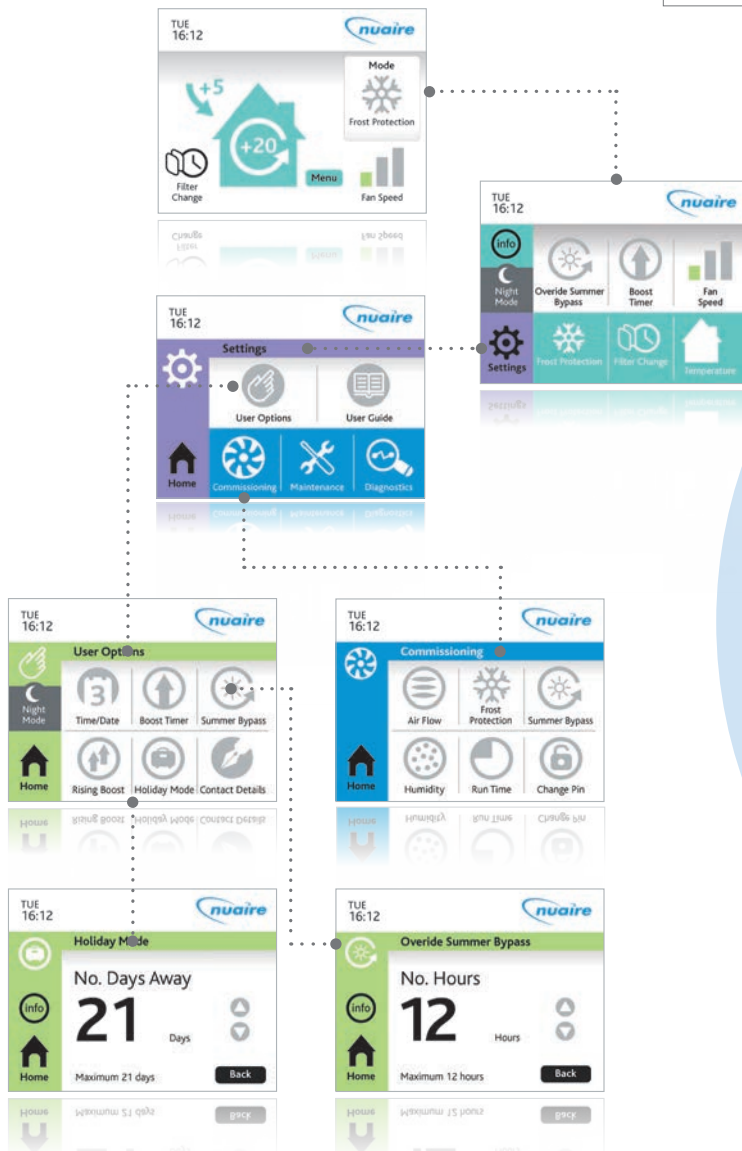 TUE
16:12
nuaire
Mode
+5
Frost Protection
+20
Filter
Change
Menu
Fan Speed
TUE
16:12
nuaire
info
Night
Mode
Overide Summer
Bypass
Boost
Timer
Fan
Speed
Settings
Frost Protection
Filter Change
Temperature
TUE
16:12
nuaire
Settings
User Options
User Guide
Home
Commissioning
Maintenance
Diagnostics
TUE
16:12
nuaire
User Options
Night
Mode
3
Time/Date
Boost Timer
Summer Bypass
Home
Rising Boost
Holiday Mode
Contact Details
TUE
16:12
nuaire
Commissioning
Air Flow
Frost
Protection
Summer Bypass
Home
Humidity
Run Time
Change Pin
TUE
16:12
nuaire
Holiday Mode
No. Days Away
info
21
Days
Home
Maximum 21 days
Back
TUE
16:12
nuaire
Overide Summer Bypass
No. Hours
info
12
Hours
Home
Maximum 12 hours
Back